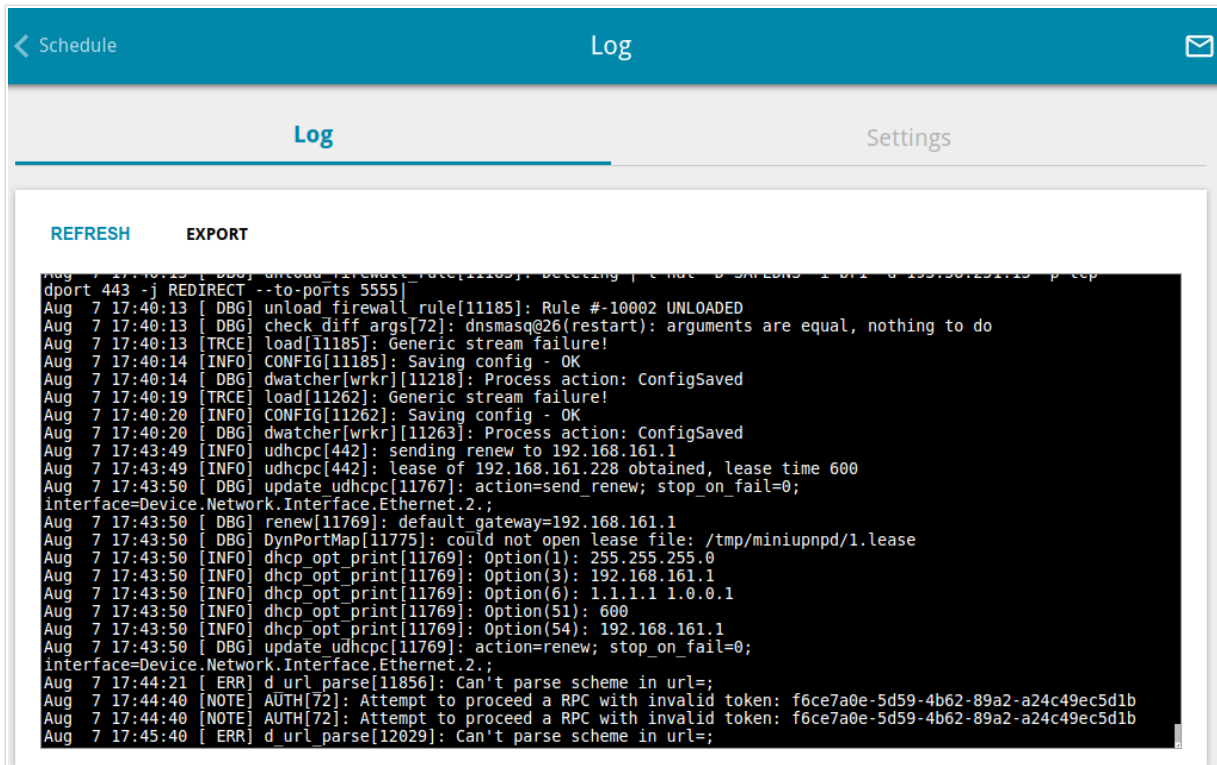 Schedule
Log
Log
Settings
REFRESH
EXPORT
Aug  7 17:40:13 [ DBG] unload_firewall_rule[11185]: Deleting
dport 443 -j REDIRECT --to-ports 5555|
Aug  7 17:40:13 [ DBG] unload_firewall_rule[11185]: Rule #-10002 UNLOADED
Aug  7 17:40:13 [ DBG] check_diff_args[72]: dnsmasq@26(restart): arguments are equal, nothing to do
Aug  7 17:40:13 [TRCE] load[11185]: Generic stream failure!
Aug  7 17:40:14 [INFO] CONFIG[11185]: Saving config - OK
Aug  7 17:40:14 [ DBG] dwatcher[wrkr][11218]: Process action: ConfigSaved
Aug  7 17:40:19 [TRCE] load[11262]: Generic stream failure!
Aug  7 17:40:20 [INFO] CONFIG[11262]: Saving config - OK
Aug  7 17:40:20 [ DBG] dwatcher[wrkr][11263]: Process action: ConfigSaved
Aug  7 17:43:49 [INFO] udhcpc[442]: sending renew to 192.168.161.1
Aug  7 17:43:49 [INFO] udhcpc[442]: lease of 192.168.161.228 obtained, lease time 600
Aug  7 17:43:50 [ DBG] update_udhcpc[11767]: action=send_renew; stop_on_fail=0;
interface=Device.Network.Interface.Ethernet.2.;
Aug  7 17:43:50 [ DBG] renew[11769]: default_gateway=192.168.161.1
Aug  7 17:43:50 [ DBG] DynPortMap[11775]: could not open lease file: /tmp/miniupnpd/1.lease
Aug  7 17:43:50 [INFO] dhcp_opt_print[11769]: Option(1): 255.255.255.0
Aug  7 17:43:50 [INFO] dhcp_opt_print[11769]: Option(3): 192.168.161.1
Aug  7 17:43:50 [INFO] dhcp_opt_print[11769]: Option(6): 1.1.1.1 1.0.0.1
Aug  7 17:43:50 [INFO] dhcp_opt_print[11769]: Option(51): 600
Aug  7 17:43:50 [INFO] dhcp_opt_print[11769]: Option(54): 192.168.161.1
Aug  7 17:43:50 [ DBG] update_udhcpc[11769]: action=renew; stop_on_fail=0;
interface=Device.Network.Interface.Ethernet.2.;
Aug  7 17:44:21 [ ERR] d_url_parse[11856]: Can't parse scheme in url=;
Aug  7 17:44:40 [NOTE] AUTH[72]: Attempt to proceed a RPC with invalid token: f6ce7a0e-5d59-4b62-89a2-a24c49ec5d1b
Aug  7 17:44:40 [NOTE] AUTH[72]: Attempt to proceed a RPC with invalid token: f6ce7a0e-5d59-4b62-89a2-a24c49ec5d1b
Aug  7 17:45:40 [ ERR] d_url_parse[12029]: Can't parse scheme in url=;